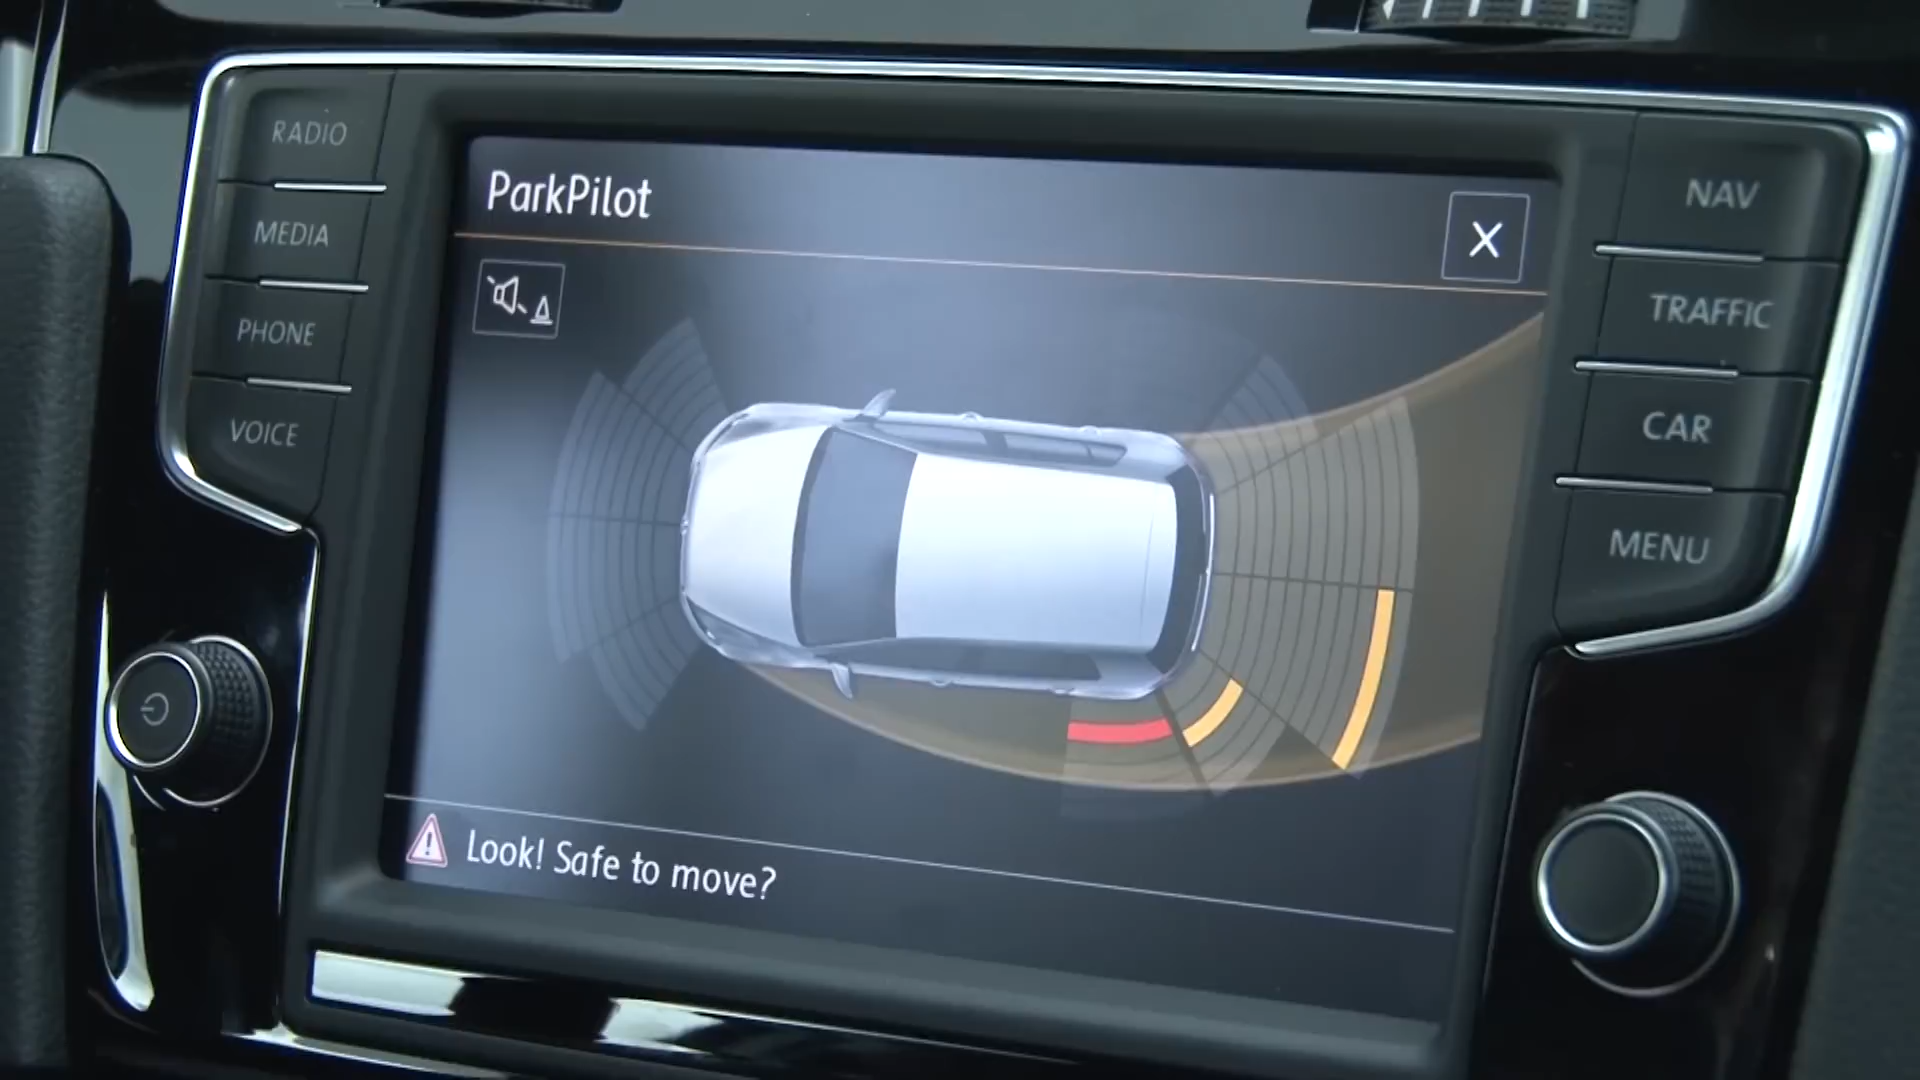 RADIO
MEDIA
PHONE
VOICE
ParkPilot
X
Look! Safe to move?
NAV
TRAFFIC
CAR
MENU